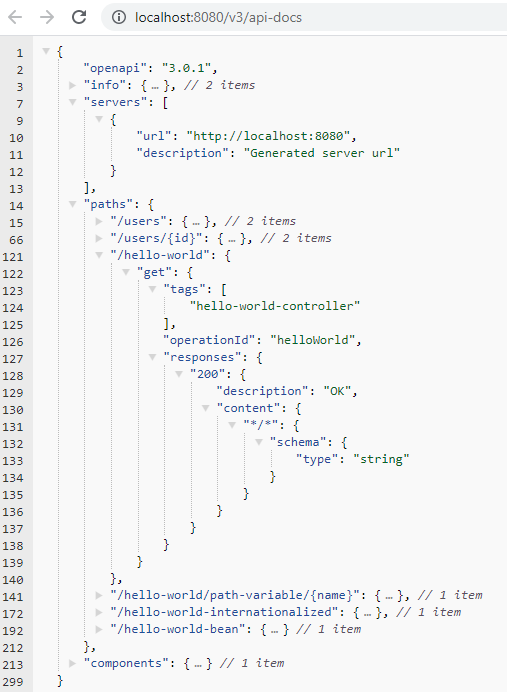 localhost:8080/v3/api-docs
1 {
2 "openapi": "3.0.1",
3 "info": { … }, // 2 items
7 "servers": [
9 {
10 "url": "http://localhost:8080",
11 "description": "Generated server url"
12 }
13 ],
14 "paths": {
15 "/users": { … }, // 2 items
66 "/users/{id}": { … }, // 2 items
121 "/hello-world": {
122 "get": {
123 "tags": [
124 "hello-world-controller"
125 ],
126 "operationId": "helloWorld",
127 "responses": {
128 "200": {
129 "description": "OK",
130 "content": {
131 "*/*": {
132 "schema": {
133 "type": "string"
134 }
135 }
136 }
137 }
138 }
139 }
140 },
141 "/hello-world/path-variable/{name}": { … }, // 1 item
172 "/hello-world-internationalized": { … }, // 1 item
192 "/hello-world-bean": { … } // 1 item
212 },
213 "components": { … } // 1 item
299 }